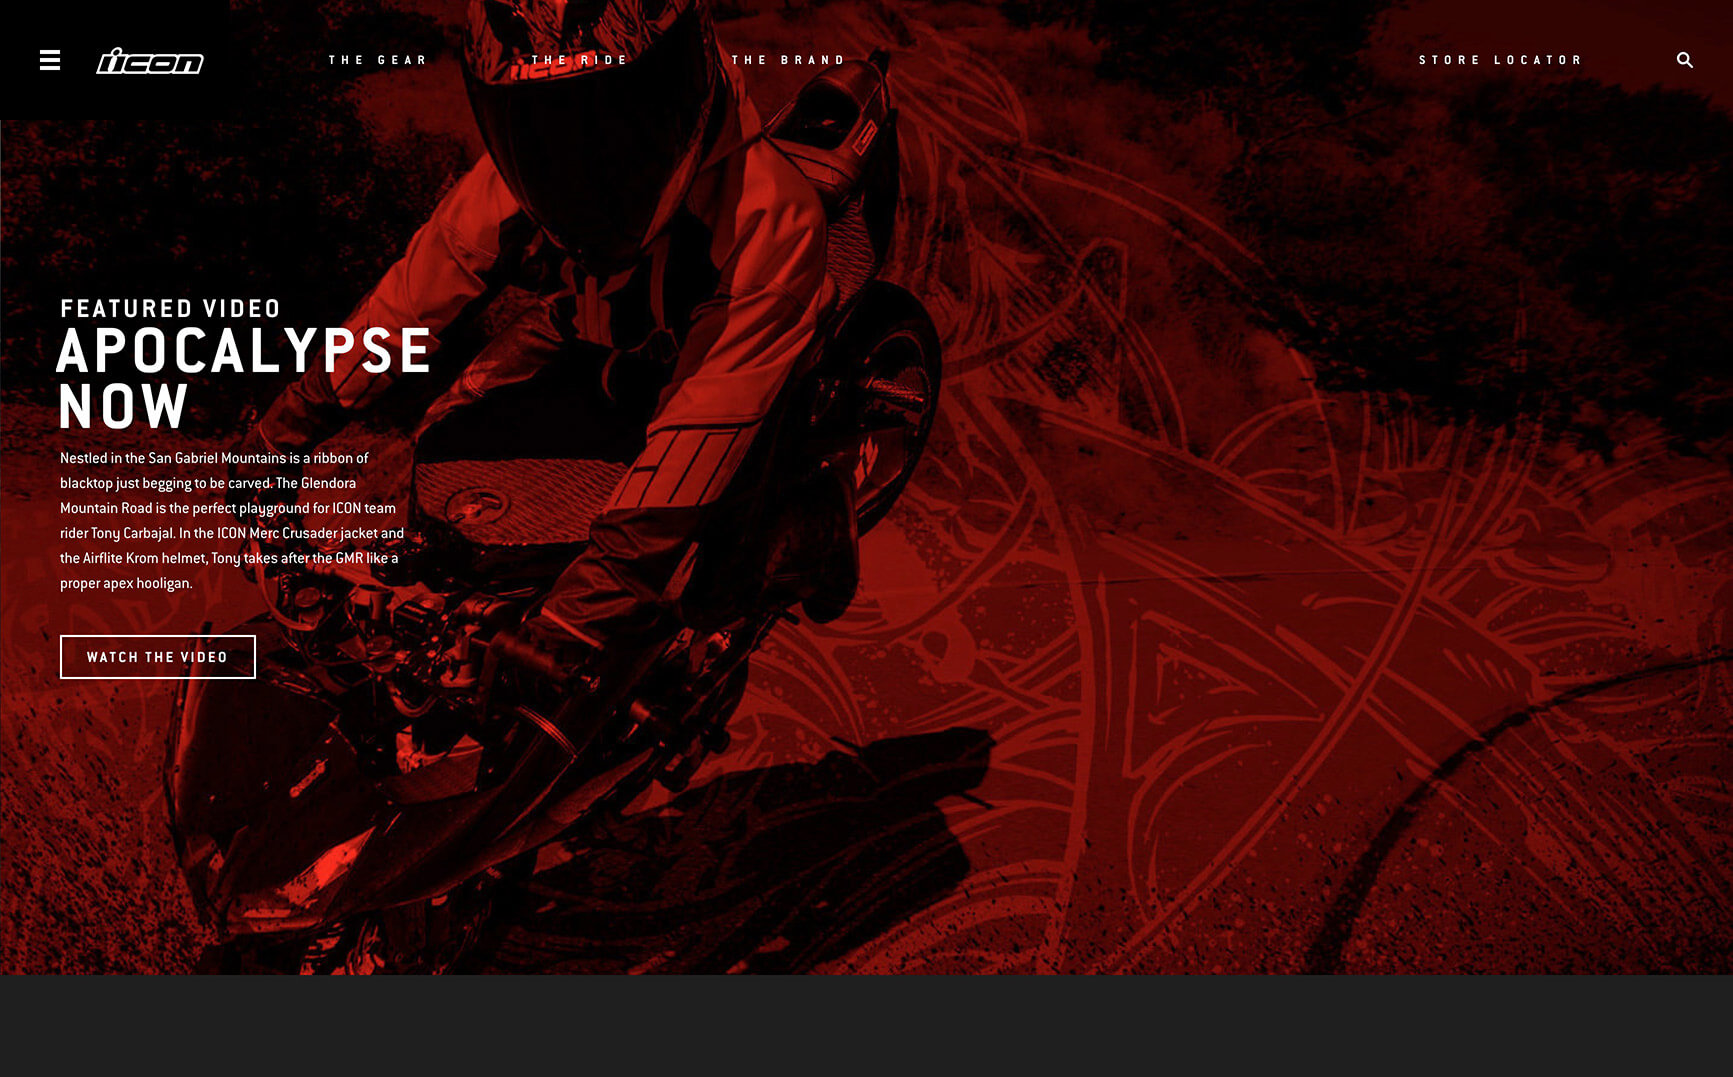 icon
THE GEAR
THE RIDE
THE BRAND
STORE LOCATOR
icon
FEATURED VIDEO
APOCALYPSE
NOW
Nestled in the San Gabriel Mountains is a ribbon of
blacktop just begging to be carved. The Glendora
Mountain Road is the perfect playground for ICON team
rider Tony Carbajal. In the ICON Merc Crusader jacket and
the Airflite Krom helmet, Tony takes after the GMR like a
proper apex hooligan.
WATCH THE VIDEO